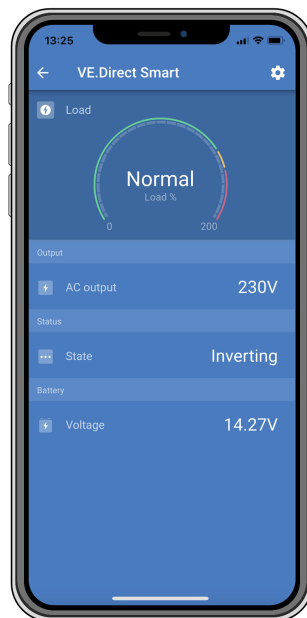 13:25
VE.Direct Smart
Load
Normal
Load %
0 200
Output
AC output 230V
Status
State Inverting
Battery
Voltage 14.27V